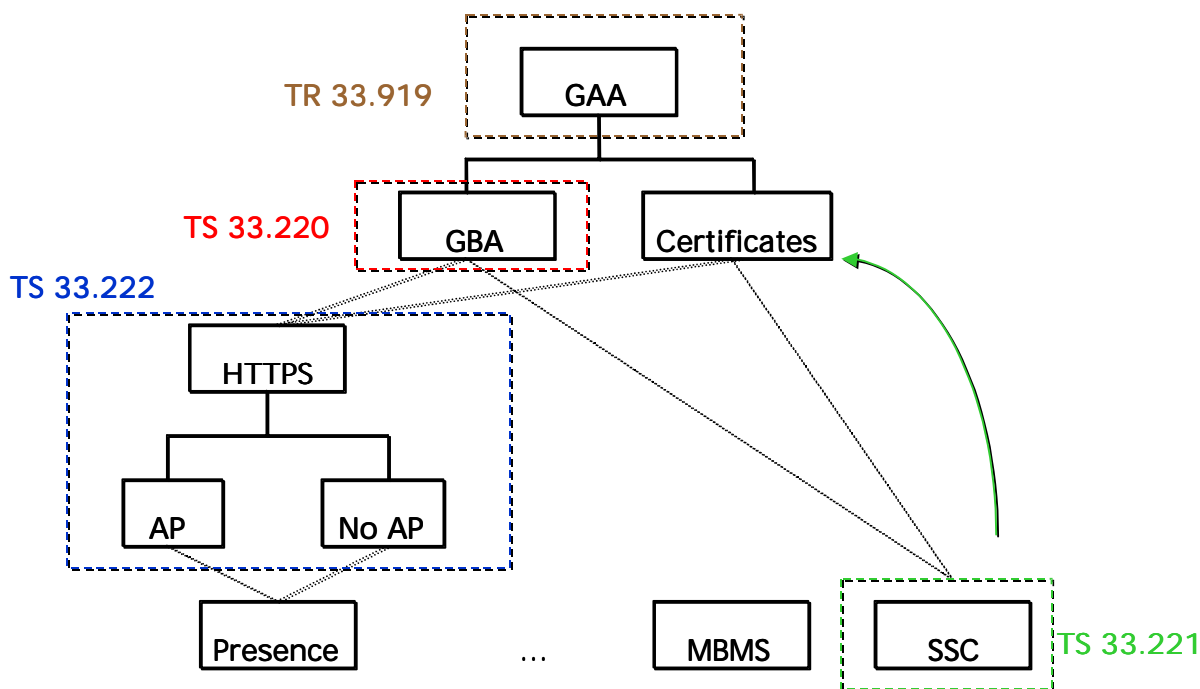 TR 33.919
GAA
TS 33.220
GBA
Certificates
TS 33.222
HTTPS
AP
No AP
Presence
...
MBMS
SSC
TS 33.221